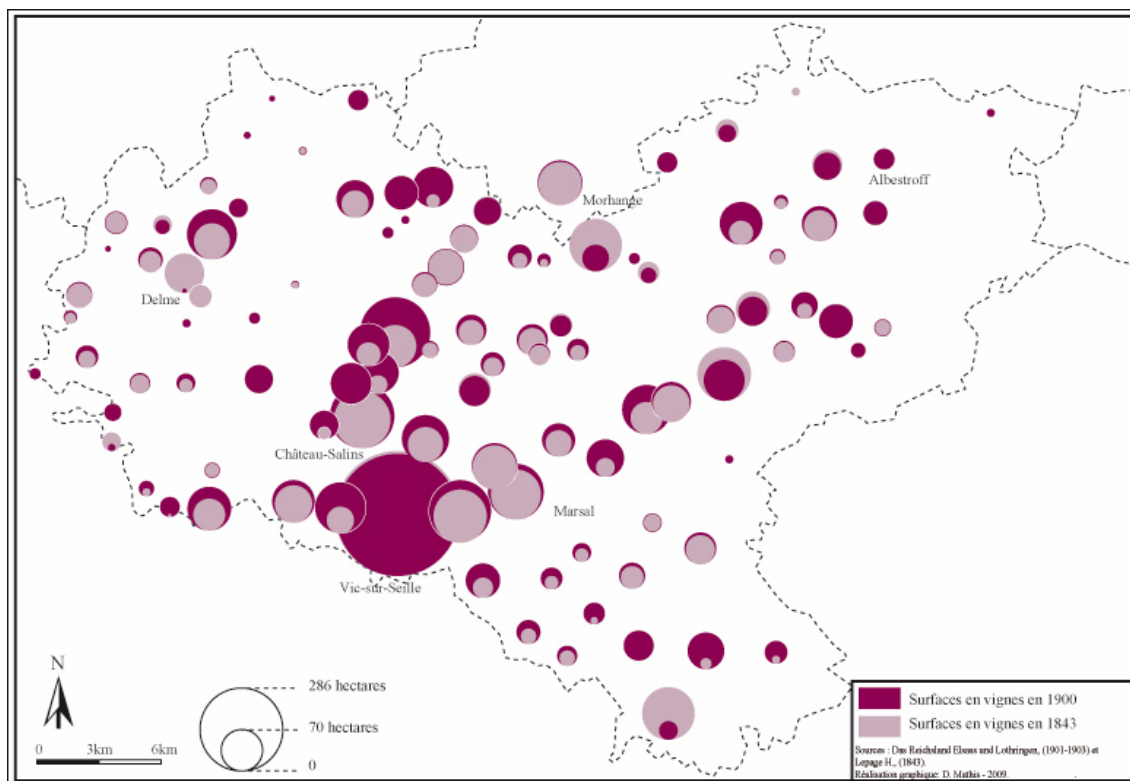 Morhange
Albestroff
Delme
Château-Salins
Marsal
Vic-sur-Seille
N
286 hectares
70 hectares
0
0 3km 6km
Surfaces en vignes en 1900
Surfaces en vignes en 1843
Sources : Das Reichsland Elsass und Lothringen, (1901-1903) et
Lepage H., (1843).
Réalisation graphique: D. Mathis - 2009.